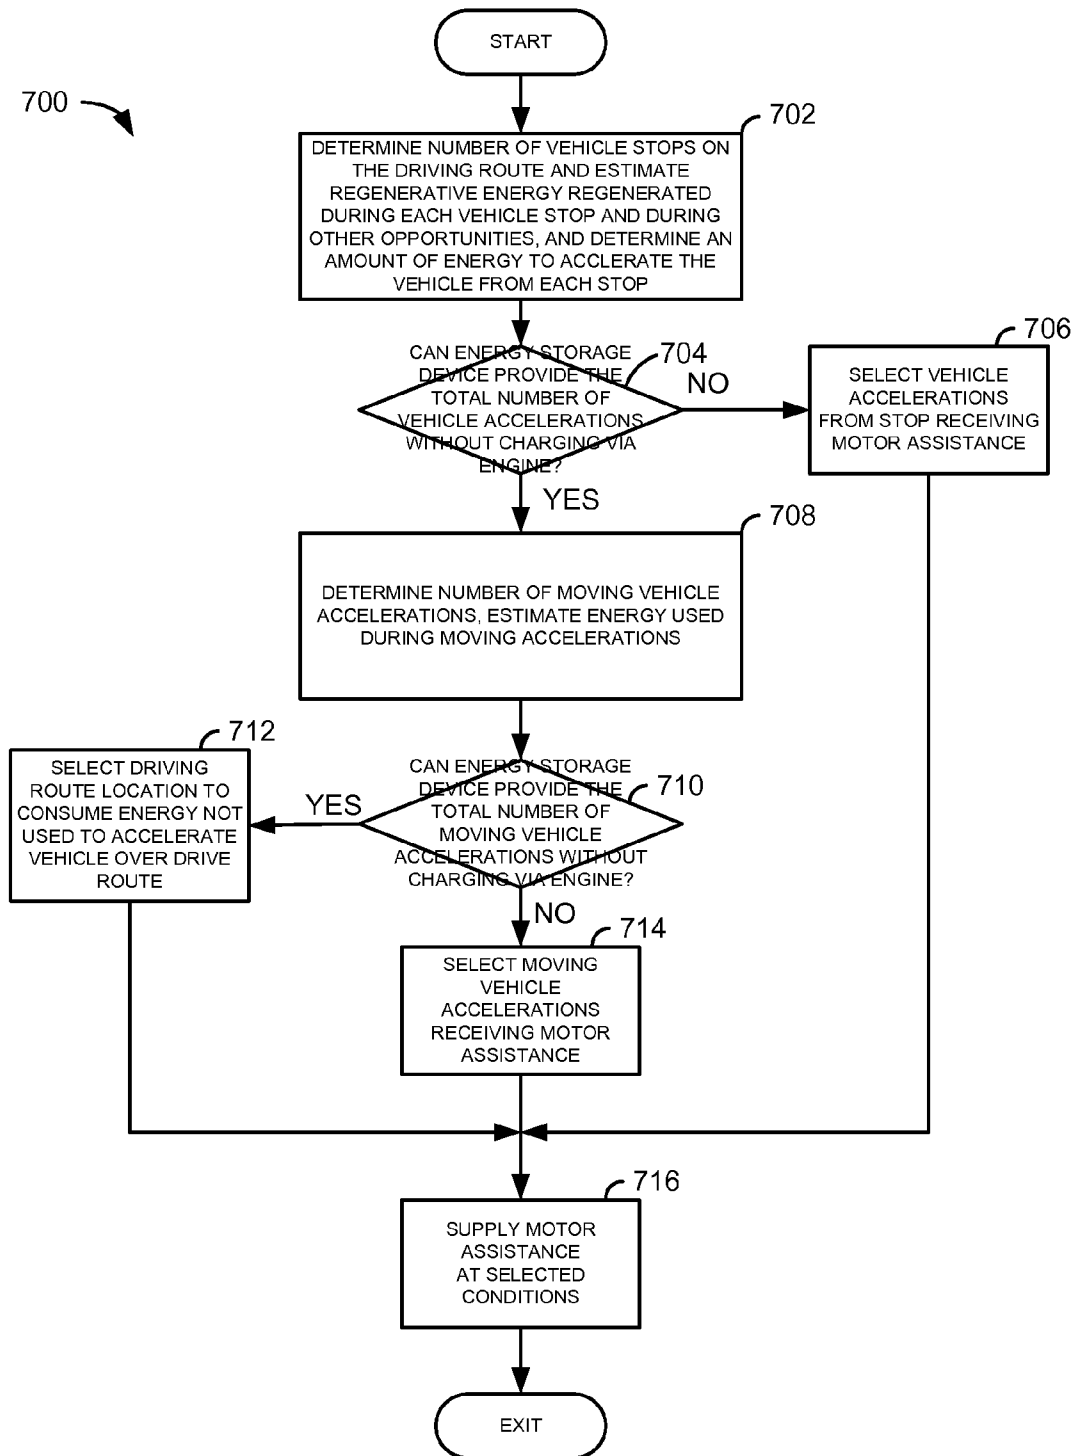 START
700
702
DETERMINE NUMBER OF VEHICLE STOPS ON
THE DRIVING ROUTE AND ESTIMATE
REGENERATIVE ENERGY REGENERATED
DURING EACH VEHICLE STOP AND DURING
OTHER OPPORTUNITIES, AND DETERMINE AN
AMOUNT OF ENERGY TO ACCLERATE THE
VEHICLE FROM EACH STOP
704
CAN ENERGY STORAGE
DEVICE PROVIDE THE
TOTAL NUMBER OF
VEHICLE ACCELERATIONS
WITHOUT CHARGING VIA
ENGINE?
NO
706
SELECT VEHICLE
ACCELERATIONS
FROM STOP RECEIVING
MOTOR ASSISTANCE
YES
708
DETERMINE NUMBER OF MOVING VEHICLE
ACCELERATIONS, ESTIMATE ENERGY USED
DURING MOVING ACCELERATIONS
710
CAN ENERGY STORAGE
DEVICE PROVIDE THE
TOTAL NUMBER OF
MOVING VEHICLE
ACCELERATIONS WITHOUT
CHARGING VIA ENGINE?
YES
712
SELECT DRIVING
ROUTE LOCATION TO
CONSUME ENERGY NOT
USED TO ACCELERATE
VEHICLE OVER DRIVE
ROUTE
NO
714
SELECT MOVING
VEHICLE
ACCELERATIONS
RECEIVING MOTOR
ASSISTANCE
716
SUPPLY MOTOR
ASSISTANCE
AT SELECTED
CONDITIONS
EXIT